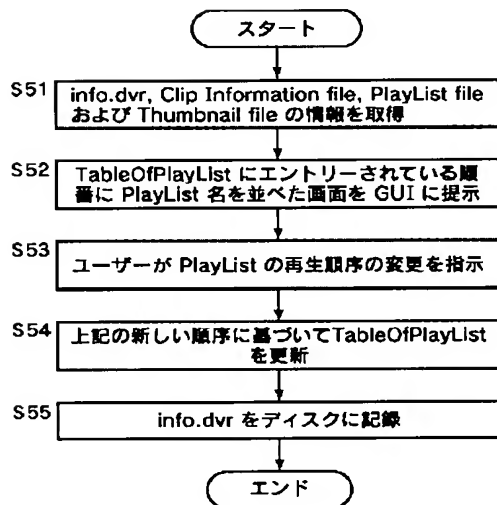 スタート
S51
info.dvr, Clip Information file, PlayList file
および Thumbnail file の情報を取得
S52
TableOfPlayList にエントリーされている順
番に PlayList 名を並べた画面を GUI に提示
S53
ユーザーが PlayList の再生順序の変更を指示
S54
上記の新しい順序に基づいてTableOfPlayList
を更新
S55
info.dvr をディスクに記録
エンド